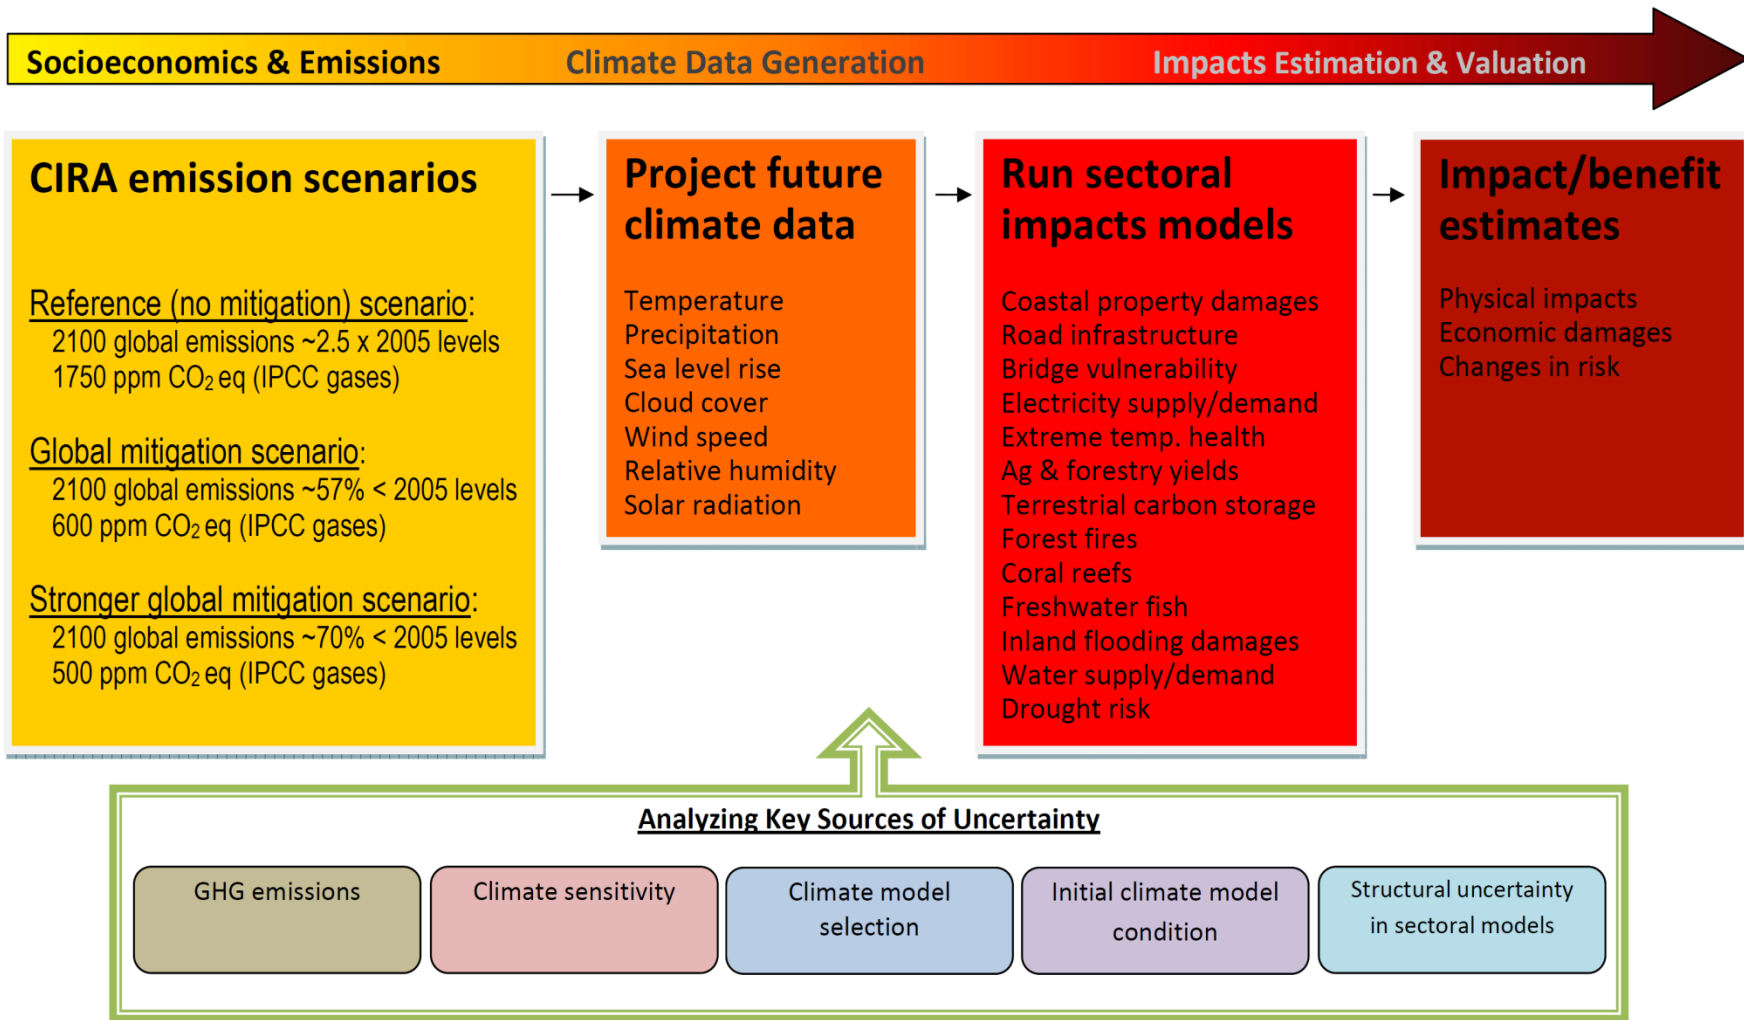 Socioeconomics & Emissions
Climate Data Generation
Impacts Estimation & Valuation
CIRA emission scenarios
Reference (no mitigation) scenario:
2100 global emissions ~2.5 x 2005 levels
1750 ppm CO2 eq (IPCC gases)
Global mitigation scenario:
2100 global emissions ~57% < 2005 levels
600 ppm CO2 eq (IPCC gases)
Stronger global mitigation scenario:
2100 global emissions ~70% < 2005 levels
500 ppm CO2 eq (IPCC gases)
Project future
climate data
Temperature
Precipitation
Sea level rise
Cloud cover
Wind speed
Relative humidity
Solar radiation
Run sectoral
impacts models
Coastal property damages
Road infrastructure
Bridge vulnerability
Electricity supply/demand
Extreme temp. health
Ag & forestry yields
Terrestrial carbon storage
Forest fires
Coral reefs
Freshwater fish
Inland flooding damages
Water supply/demand
Drought risk
Impact/benefit
estimates
Physical impacts
Economic damages
Changes in risk
Analyzing Key Sources of Uncertainty
GHG emissions
Climate sensitivity
Climate model
selection
Initial climate model
condition
Structural uncertainty
in sectoral models